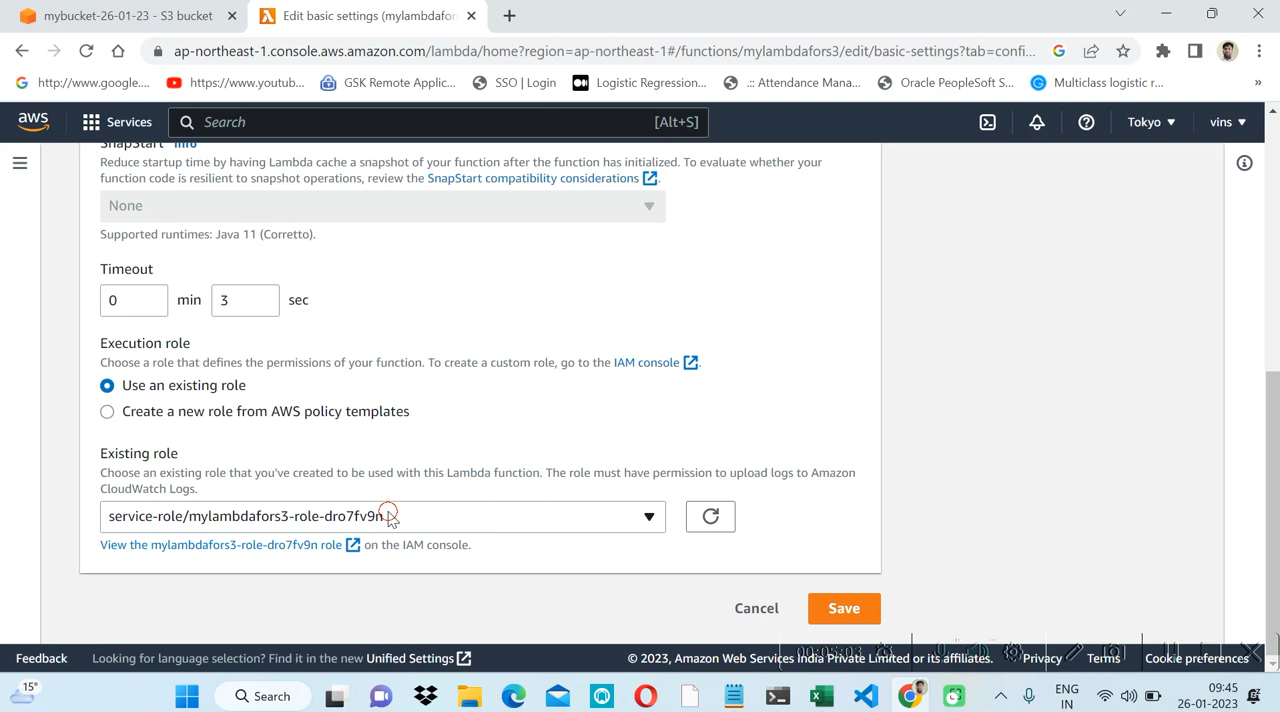 mybucket-26-01-23 - S3 bucket
Edit basic settings (mylambdafors
ap-northeast-1.console.aws.amazon.com/lambda/home?region=ap-northeast-1#/functions/mylambdafors3/edit/basic-settings?tab=confi...
http://www.google....
https://www.youtub...
GSK Remote Applic...
SSO | Login
Logistic Regression...
.:: Attendance Mana...
Oracle PeopleSoft S...
Multiclass logistic r...
»
aws
Services
Search
[Alt+S]
Tokyo
vins
SnapStart Info
Reduce startup time by having Lambda cache a snapshot of your function after the function has initialized. To evaluate whether your
function code is resilient to snapshot operations, review the SnapStart compatibility considerations.
None
Supported runtimes: Java 11 (Corretto).
Timeout
0 min 3 sec
Execution role
Choose a role that defines the permissions of your function. To create a custom role, go to the IAM console.
Use an existing role
Create a new role from AWS policy templates
Existing role
Choose an existing role that you've created to be used with this Lambda function. The role must have permission to upload logs to Amazon
CloudWatch Logs.
service-role/mylambdafors3-role-dro7fv9n
View the mylambdafors3-role-dro7fv9n role on the IAM console.
Cancel
Save
00:05:03
Feedback
Looking for language selection? Find it in the new Unified Settings
© 2023, Amazon Web Services India Private Limited or its affiliates.
Privacy
Terms
Cookie preferences
15°
Search
ENG
IN
09:45
26-01-2023